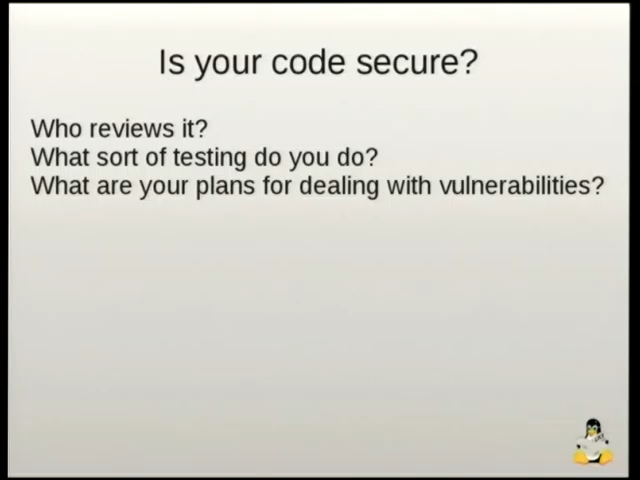 Is your code secure?
Who reviews it?
What sort of testing do you do?
What are your plans for dealing with vulnerabilities?